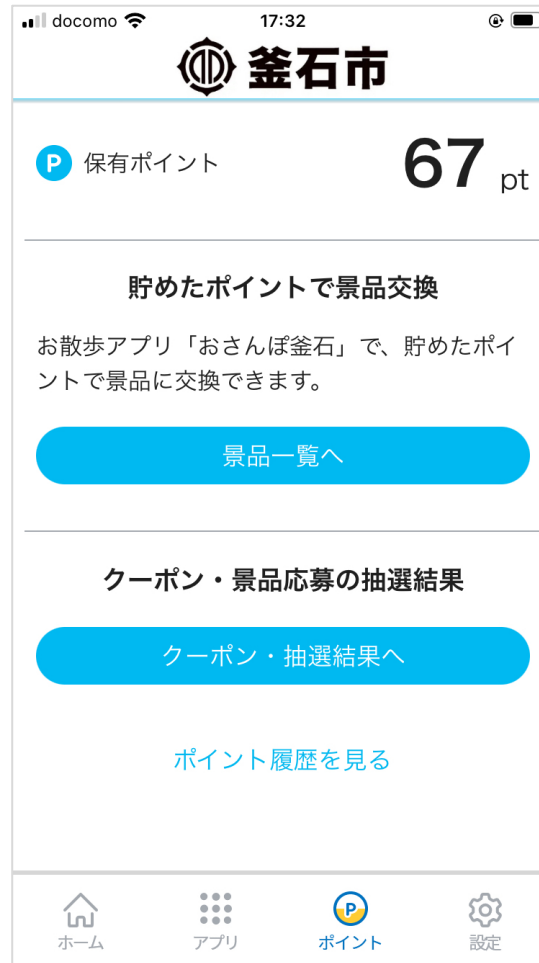 docomo 17:32
釜石市
P 保有ポイント 67 pt
貯めたポイントで景品交換
お散歩アプリ「おさんぽ釜石」で、貯めたポイ
ントで景品に交換できます。
景品一覧へ
クーポン・景品応募の抽選結果
クーポン・抽選結果へ
ポイント履歴を見る
P
ホーム アプリ ポイント 設定